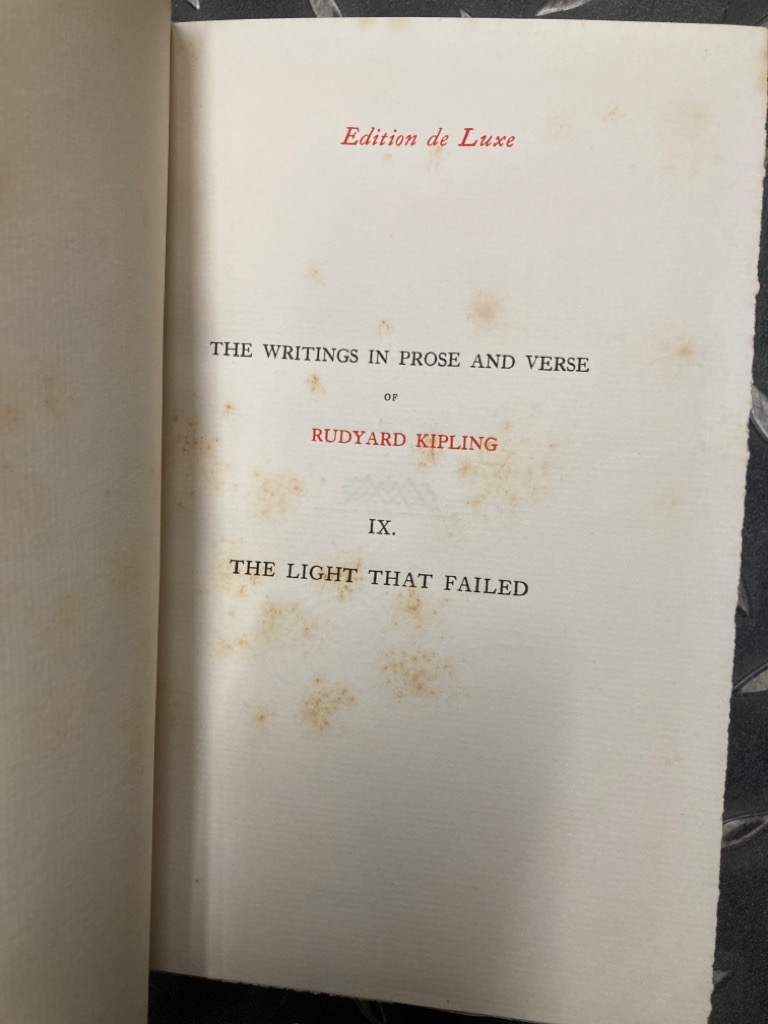 Edition de Luxe
THE WRITINGS IN PROSE AND VERSE
OF
RUDYARD KIPLING
IX.
THE LIGHT THAT FAILED